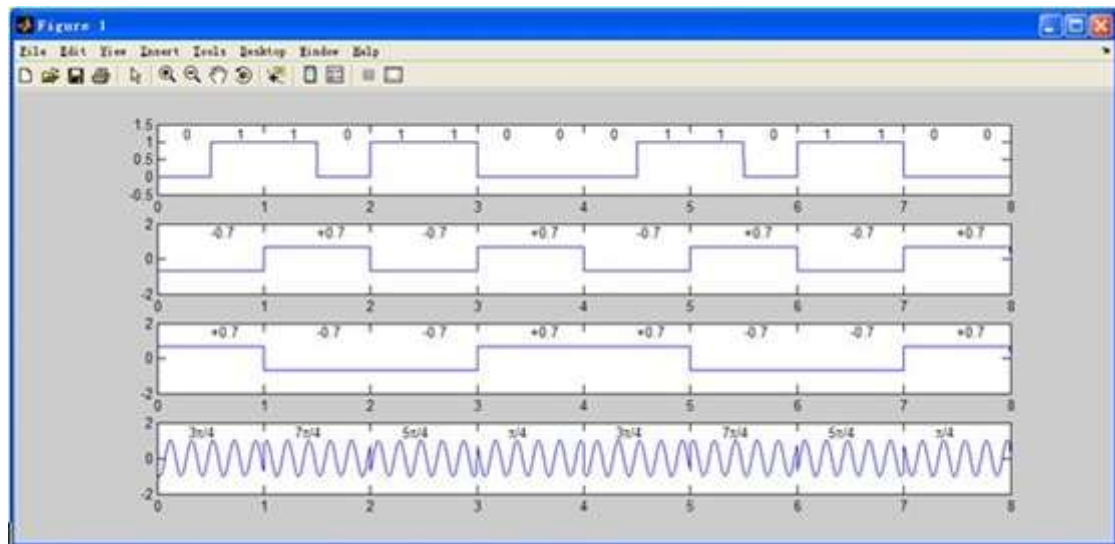 Figure 1
File Edit View Insert Tools Desktop Window Help
1.5
0 1 1 0 1 1 0 0 0 1 1 0 1 1 0 0
1
0.5
0
-0.5
0 1 2 3 4 5 6 7 8
2
-0.7 +0.7 -0.7 +0.7 -0.7 +0.7 -0.7 +0.7
0
-2
0 1 2 3 4 5 6 7 8
2
+0.7 -0.7 -0.7 +0.7 +0.7 -0.7 -0.7 +0.7
0
-2
0 1 2 3 4 5 6 7 8
2
3π/4 7π/4 5π/4 π/4 3π/4 7π/4 5π/4 π/4
0
-2
0 1 2 3 4 5 6 7 8